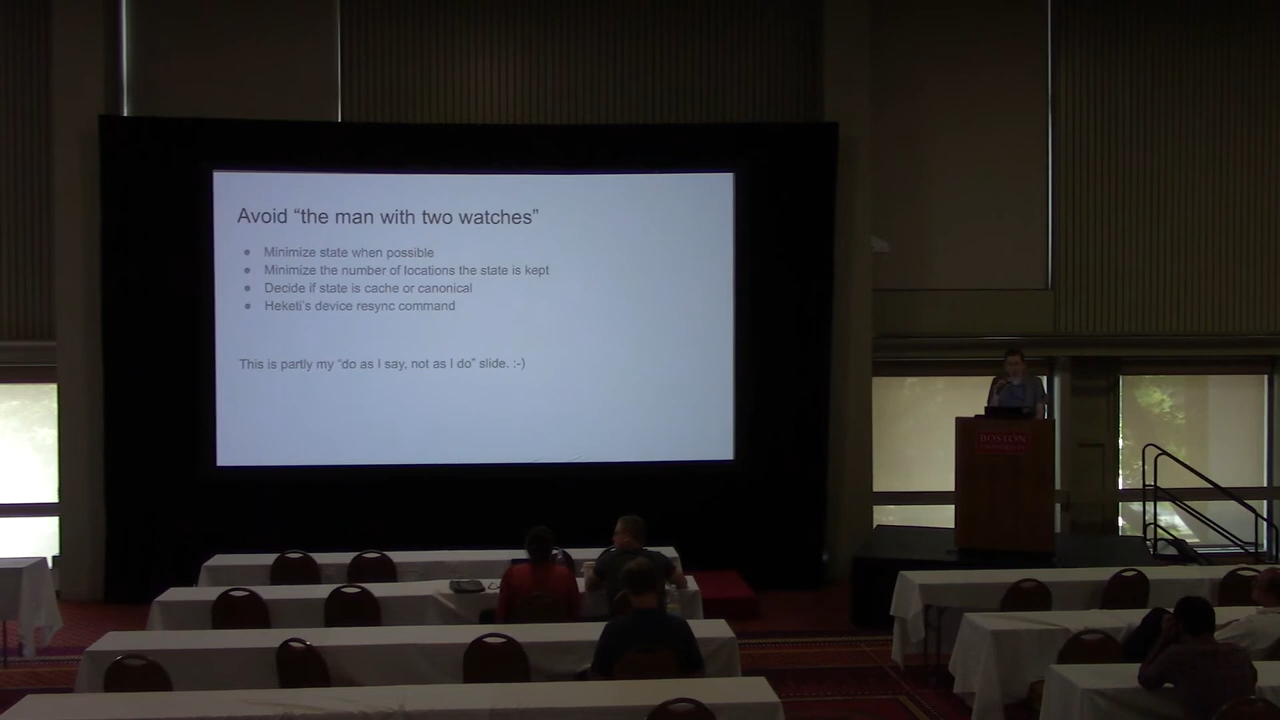 Avoid “the man with two watches”
● Minimize state when possible
● Minimize the number of locations the state is kept
● Decide if state is cache or canonical
● Heketi’s device resync command
This is partly my “do as I say, not as I do” slide. :-)
BOSTON